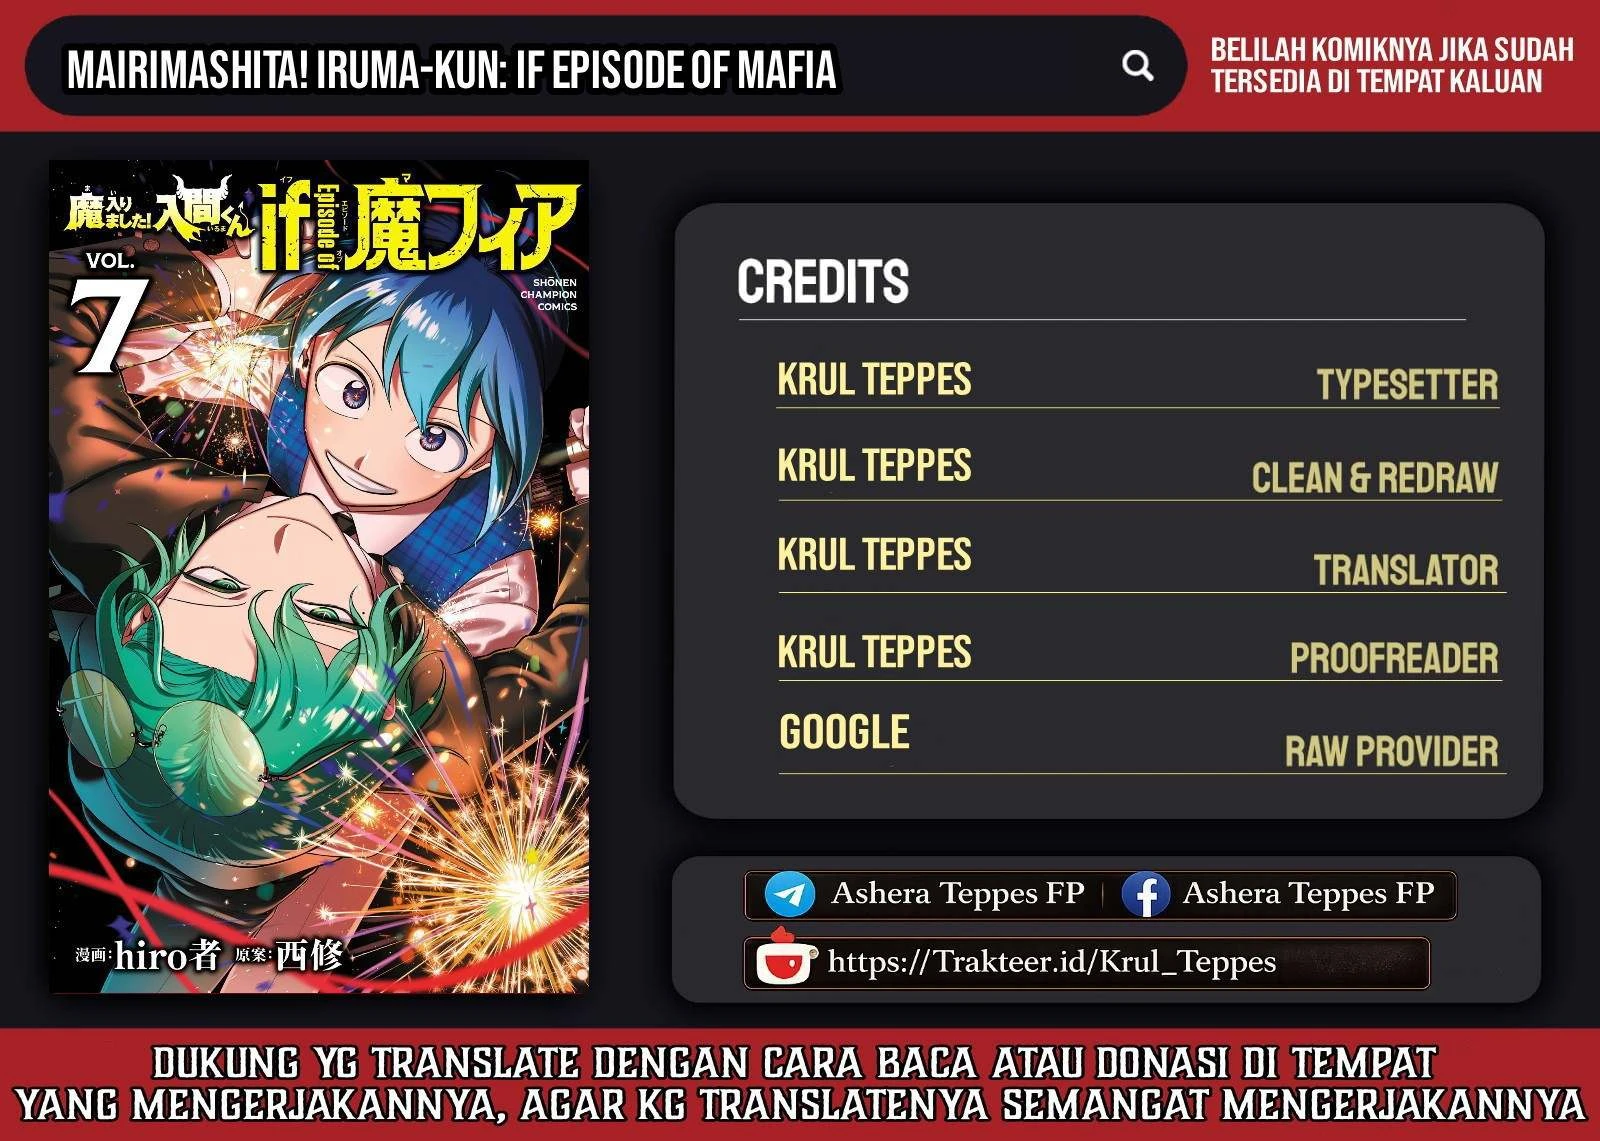 MAIRIMASHITA! IRUMA-KUN: IF EPISODE OF MAFIA
BELILAH KOMIKNYA JIKA SUDAH
TERSEDIA DI TEMPAT KALUAN
魔入りました!入間くん
if Episode of 魔フィア
VOL.
7
SHŌNEN
CHAMPION
COMICS
漫画:hiro者 原案:西修
CREDITS
KRUL TEPPES TYPESETTER
KRUL TEPPES CLEAN & REDRAW
KRUL TEPPES TRANSLATOR
KRUL TEPPES PROOFREADER
GOOGLE RAW PROVIDER
Ashera Teppes FP | Ashera Teppes FP
https://Trakteer.id/Krul_Teppes
DUKUNG YG TRANSLATE DENGAN CARA BACA ATAU DONASI DI TEMPAT
YANG MENGERJAKANNYA, AGAR KG TRANSLATENYA SEMANGAT MENGERJAKANNYA